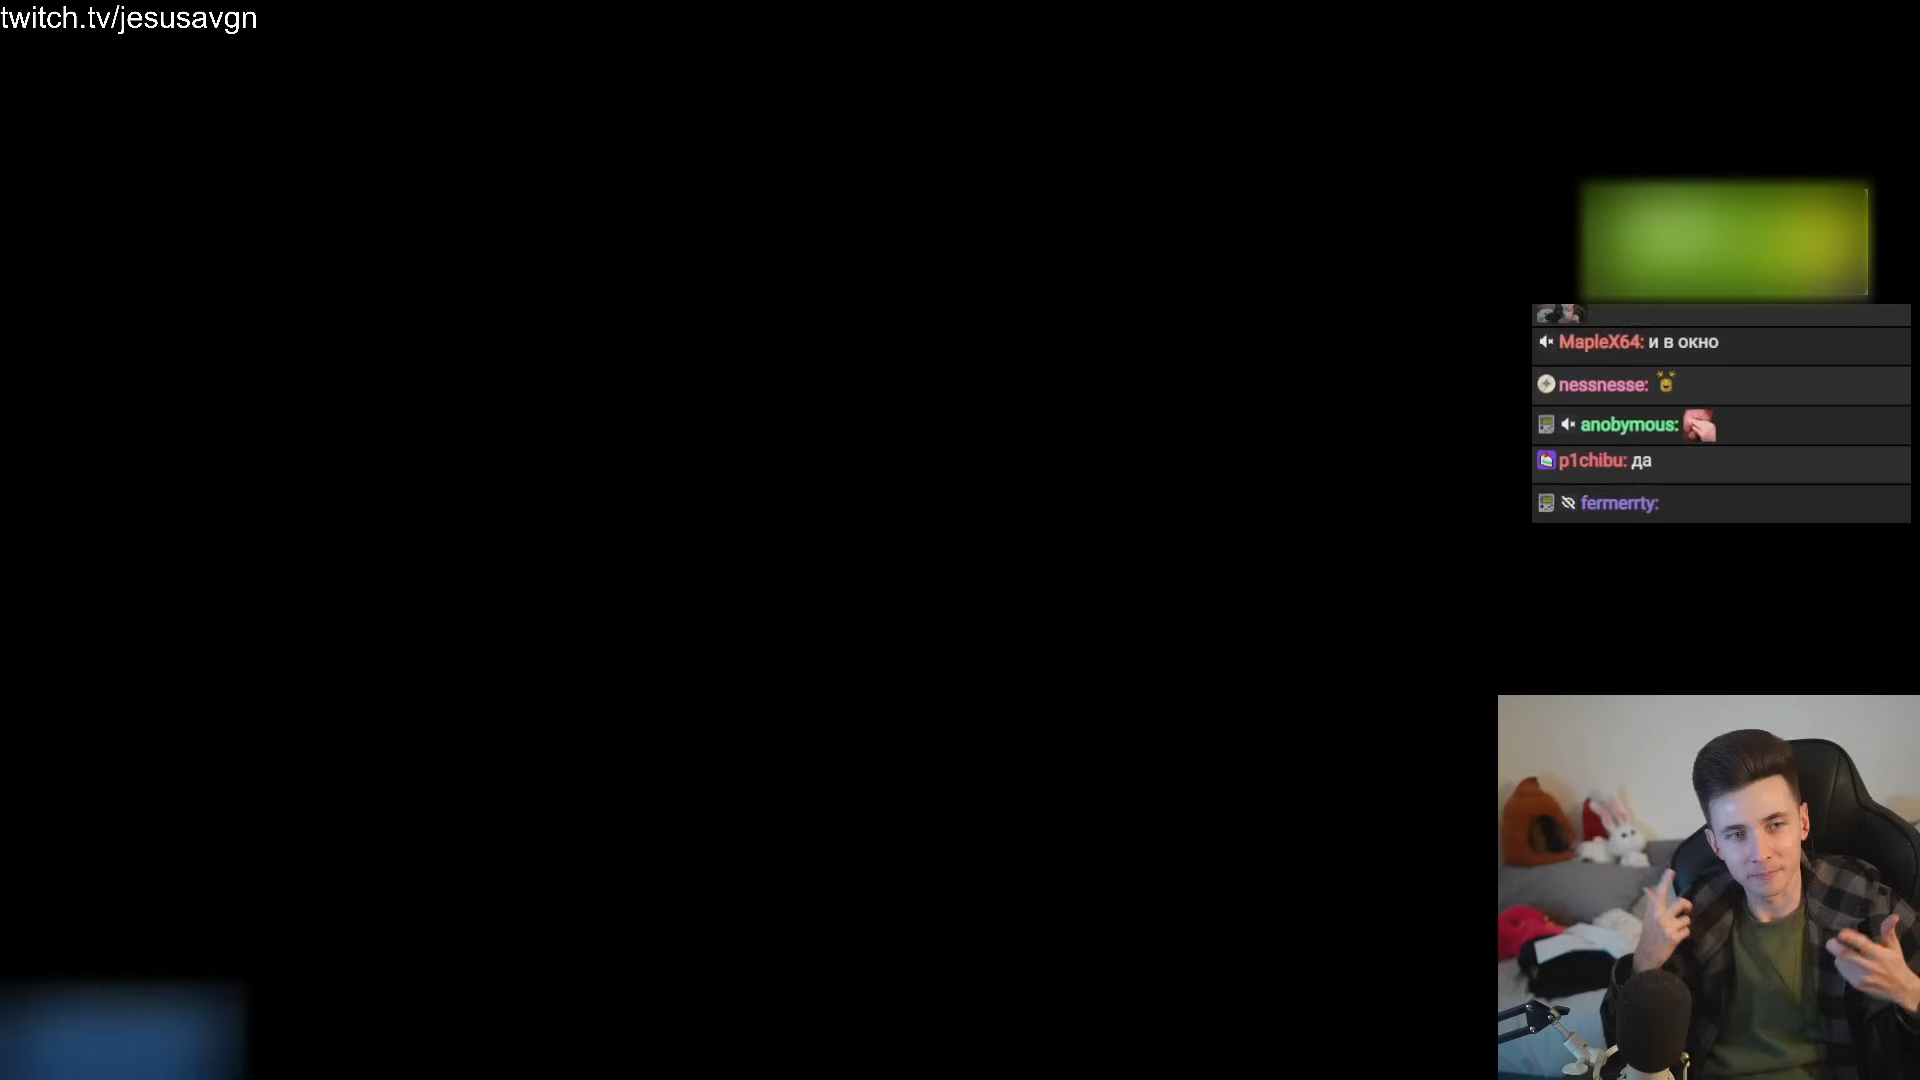 twitch.tv/jesusavgn
MapleX64: и в окно
nessnesse:
anobymous:
p1chibu: да
fermerrty: